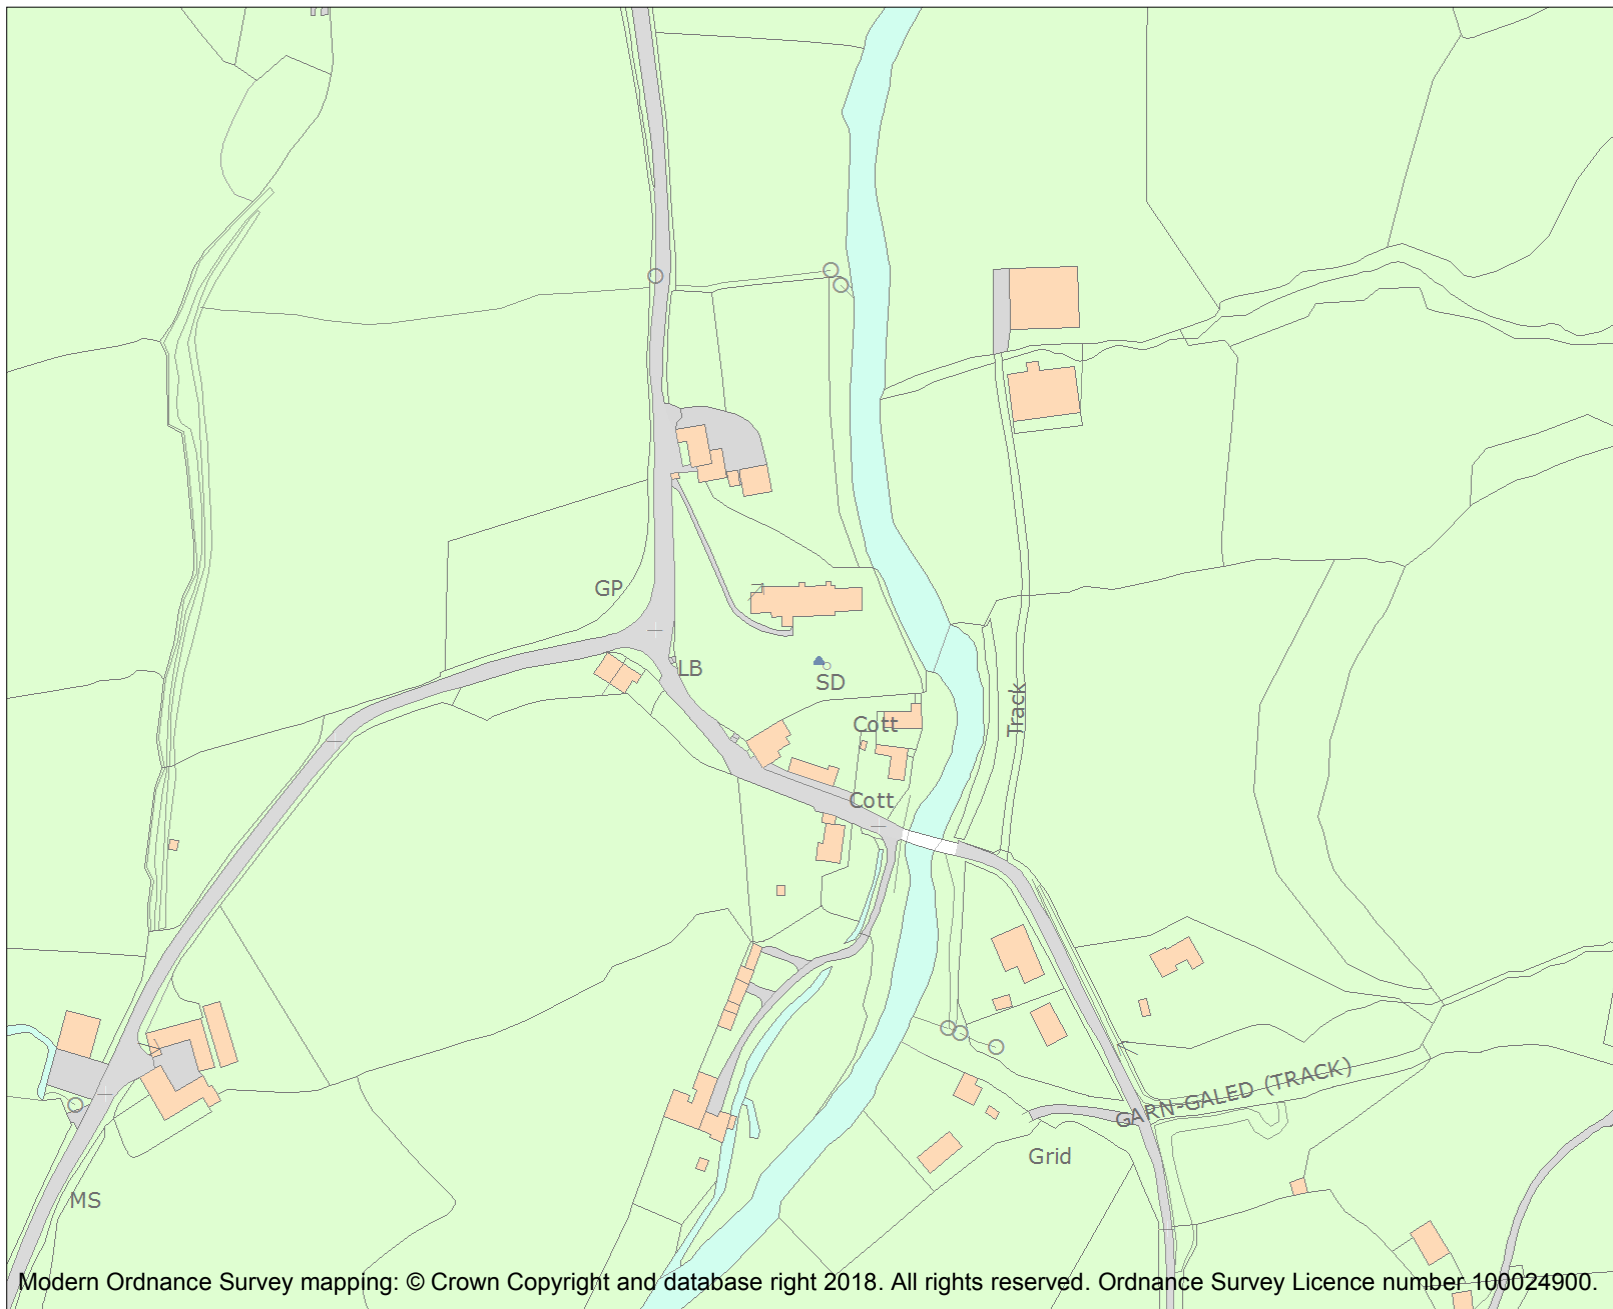 GP
LB
SD
Track
Cott
Cott
GARN-GALED (TRACK)
Grid
MS
Modern Ordnance Survey mapping: © Crown Copyright and database right 2018. All rights reserved. Ordnance Survey Licence number 100024900.